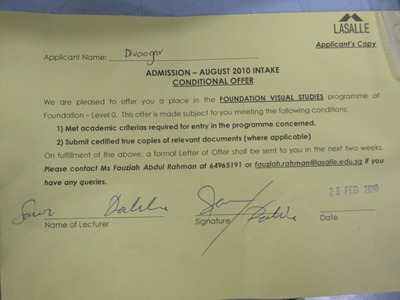 LASALLE
Applicant's Copy
Applicant Name: Divaagar
ADMISSION – AUGUST 2010 INTAKE
CONDITIONAL OFFER
We are pleased to offer you a place in the FOUNDATION VISUAL STUDIES programme at
Foundation – Level 0. This offer is made subject to you meeting the following conditions:
1) Met academic criteria required for entry in the programme concerned.
2) Submit certified true copies of relevant documents (where applicable)
On fulfilment of the above, a formal Letter of Offer shall be sent to you in the next two weeks.
Please contact Ms Fauziah Abdul Rahman at 64965191 or fauziah.rahman@lasalle.edu.sg if you
have any queries.
25 FEB 2010
Name of Lecturer Signature Date